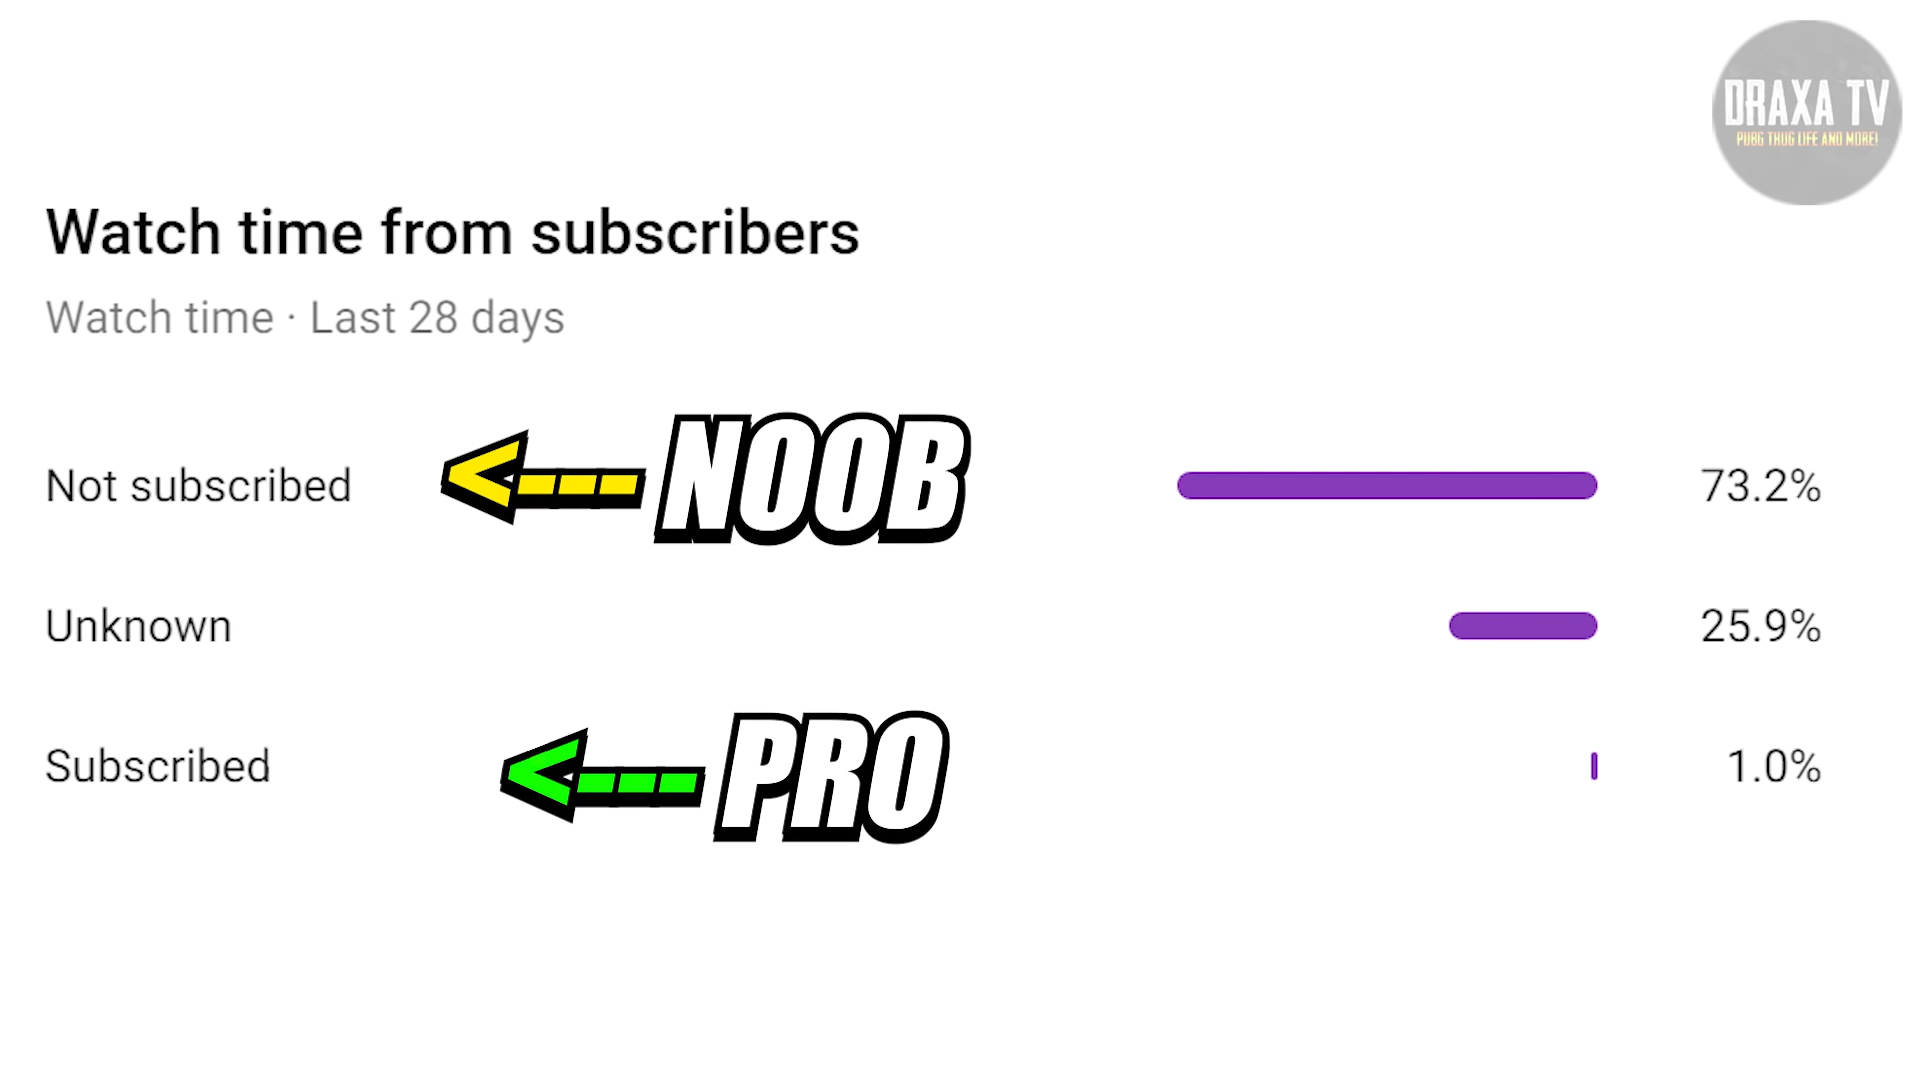 DRAXA TV
PUBG THUG LIFE AND MORE!
Watch time from subscribers
Watch time · Last 28 days
Not subscribed NOOB 73.2%
Unknown 25.9%
Subscribed PRO 1.0%